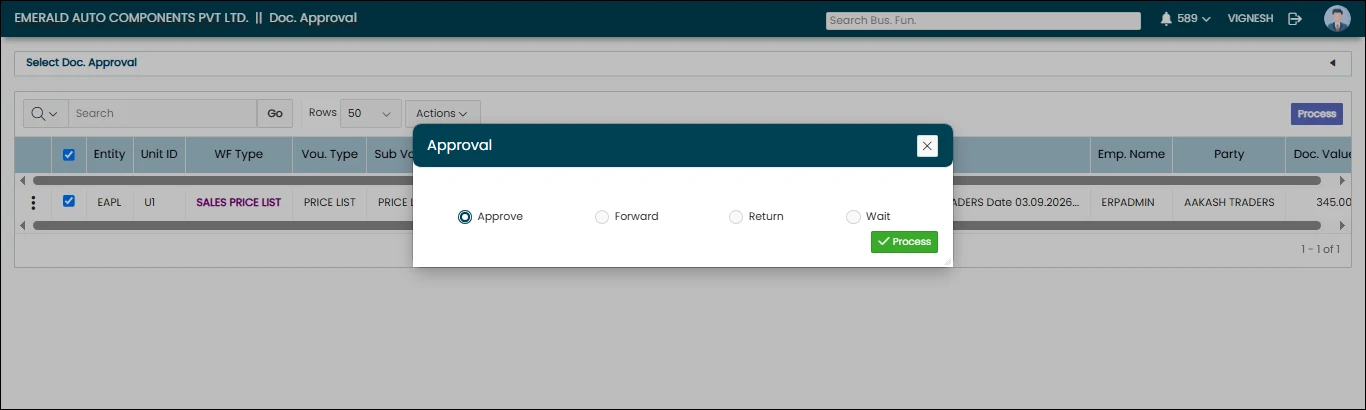 EMERALD AUTO COMPONENTS PVT LTD. || Doc. Approval
Search Bus. Fun.
589
VIGNESH
Select Doc. Approval
Search
Go
Rows
50
Actions
Process
Approval
Entity
Unit ID
WF Type
Vou. Type
Sub Vo
Emp. Name
Party
Doc. Value
EAPL
U1
SALES PRICE LIST
PRICE LIST
PRICE L
ADERS Date 03.09.2026...
ERPADMIN
AAKASH TRADERS
345.00
Approve
Forward
Return
Wait
Process
1 - 1 of 1